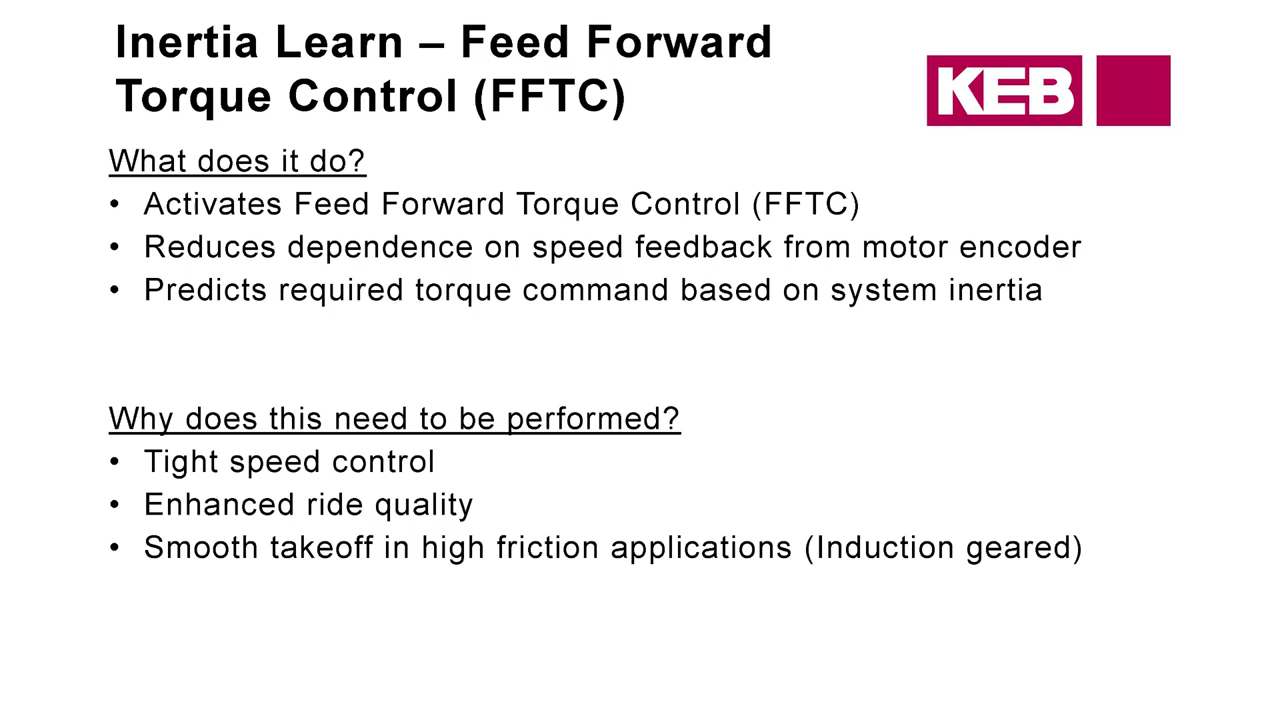 Inertia Learn – Feed Forward
Torque Control (FFTC)
KEB
What does it do?
• Activates Feed Forward Torque Control (FFTC)
• Reduces dependence on speed feedback from motor encoder
• Predicts required torque command based on system inertia
Why does this need to be performed?
• Tight speed control
• Enhanced ride quality
• Smooth takeoff in high friction applications (Induction geared)